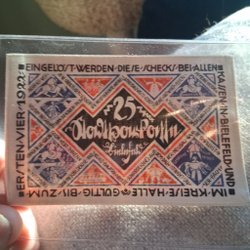 EINGELÖST·WERDEN·DIESE·SCHECKS·BEI·ALLEN
KASSEN·IN·BIELEFELD·UND
IM·KREISE·HALLE·GÜLTIG·BIS·ZUM
ERSTEN·VIER·1922
25
Stadtsparkasse
Bielefeld